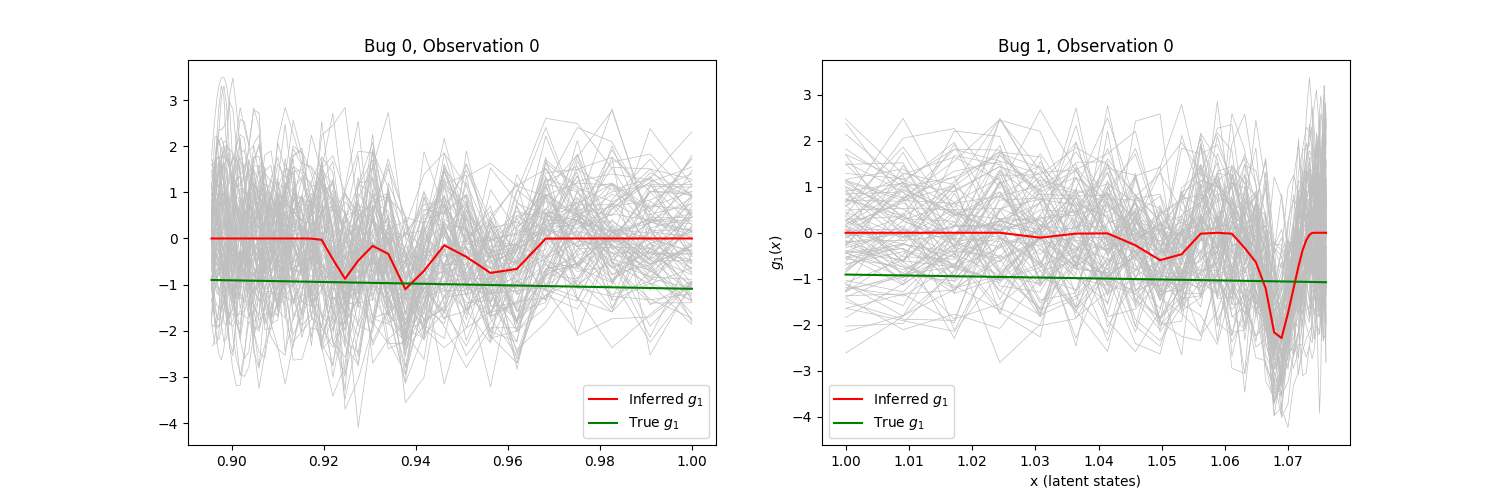 Bug 0, Observation 0
3
2
1
0
−1
−2
−3
−4
0.90 0.92 0.94 0.96 0.98 1.00
Inferred g₁
True g₁
Bug 1, Observation 0
g₁(x)
3
2
1
0
−1
−2
−3
−4
1.00 1.01 1.02 1.03 1.04 1.05 1.06 1.07
x (latent states)
Inferred g₁
True g₁